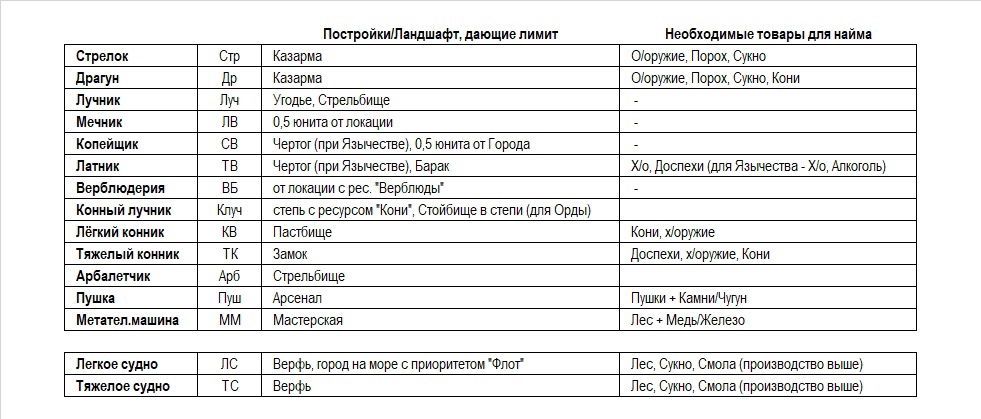 Постройки/Ландшафт, дающие лимит Необходимые товары для найма
Стрелок Стр Казарма О/оружие, Порох, Сукно
Драгун Др Казарма О/оружие, Порох, Сукно, Кони
Лучник Луч Угодье, Стрельбище -
Мечник ЛВ 0,5 юнита от локации -
Копейщик СВ Чертог (при Язычестве), 0,5 юнита от Города -
Латник ТВ Чертог (при Язычестве), Барак Х/о, Доспехи (для Язычества - Х/о, Алкоголь)
Верблюдерия ВБ от локации с рес. "Верблюды" -
Конный лучник Клуч степь с ресурсом "Кони", Стойбище в степи (для Орды)
Лёгкий конник КВ Пастбище Кони, х/оружие
Тяжелый конник ТК Замок Доспехи, х/оружие, Кони
Арбалетчик Арб Стрельбище
Пушка Пуш Арсенал Пушки + Камни/Чугун
Метател.машина ММ Мастерская Лес + Медь/Железо
Легкое судно ЛС Верфь, город на море с приоритетом "Флот" Лес, Сукно, Смола (производство выше)
Тяжелое судно ТС Верфь Лес, Сукно, Смола (производство выше)